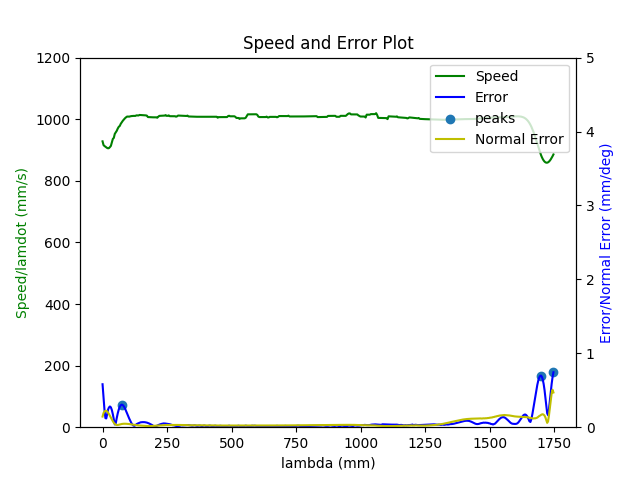 Speed and Error Plot
1200
1000
800
600
400
200
0
Speed/lamdot (mm/s)
5
4
3
2
1
0
Error/Normal Error (mm/deg)
Speed
Error
peaks
Normal Error
0 250 500 750 1000 1250 1500 1750
lambda (mm)